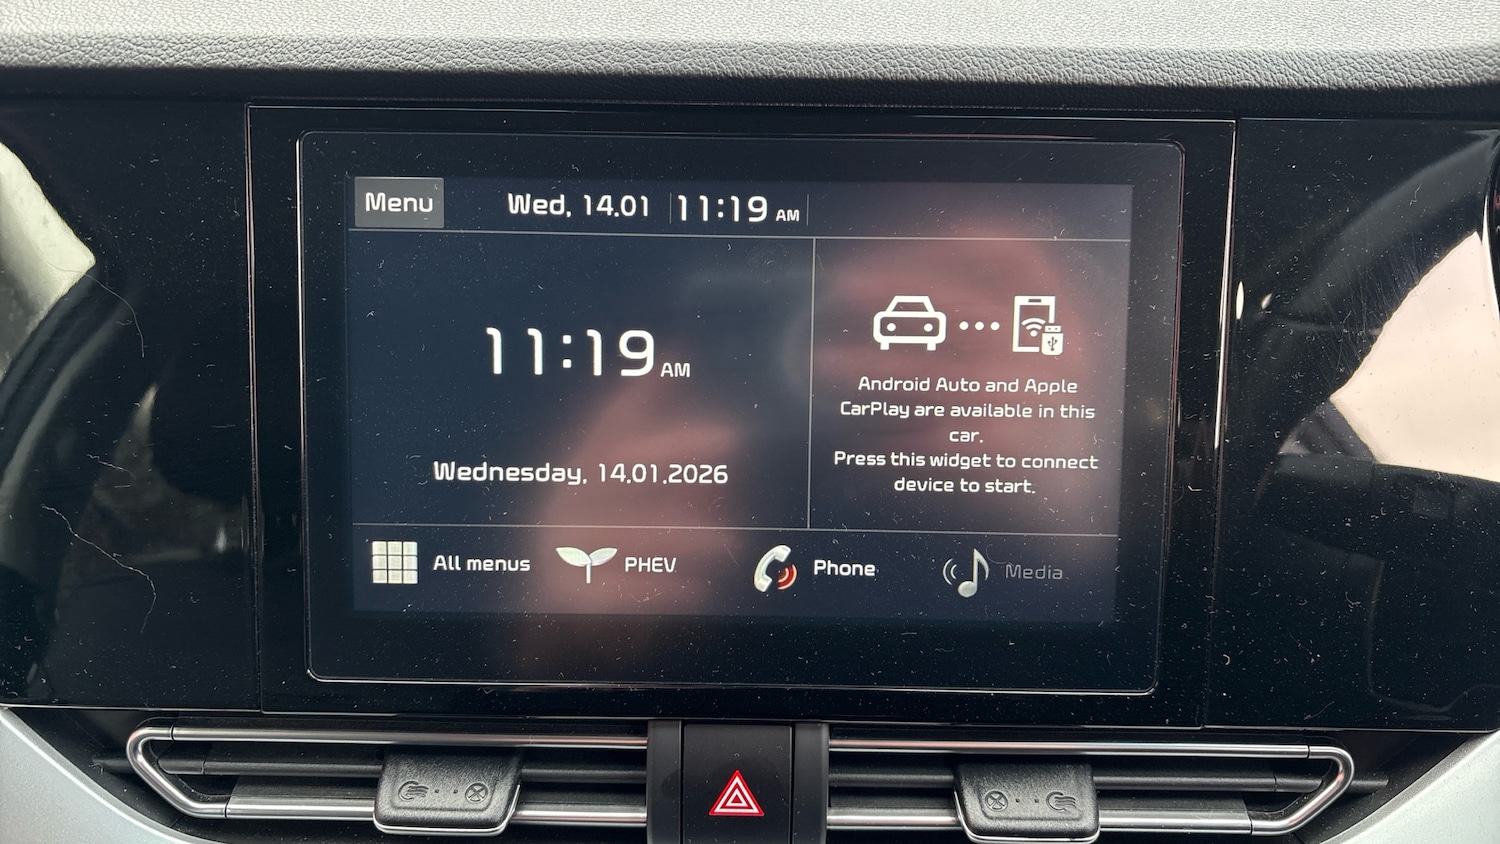 Menu
Wed, 14.01
11:19 AM
11:19 AM
Wednesday, 14.01.2026
Android Auto and Apple
CarPlay are available in this
car.
Press this widget to connect
device to start.
All menus
PHEV
Phone
Media